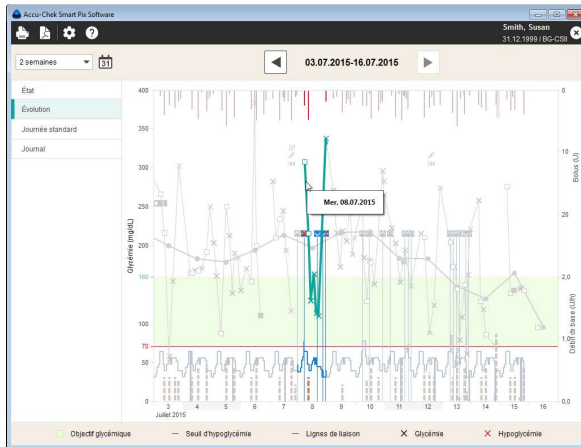 Accu-Chek Smart Pix Software
Smith, Susan
31.12.1999 / BG-CSII
2 semaines
31
03.07.2015-16.07.2015
État
Évolution
Journée standard
Journal
Glycémie (mg/dL)
400
350
300
250
200
160
100
70
50
0
0
10
20
2,0
1,0
0,0
Bolus (U)
Débit de base (U/h)
Mer, 08.07.2015
3 4 5 6 7 8 9 10 11 12 13 14 15 16
Juillet 2015
Objectif glycémique
Seuil d'hypoglycémie
Lignes de liaison
Glycémie
Hypoglycémie